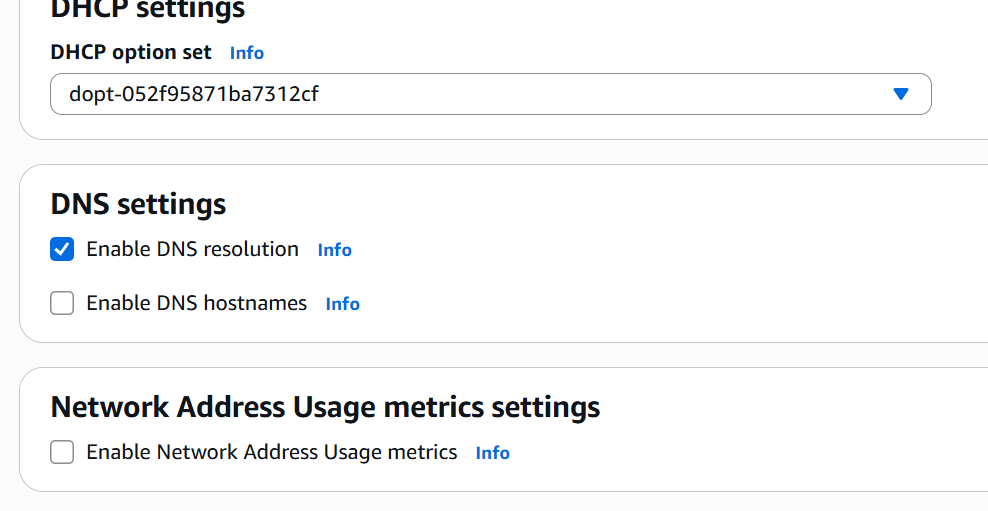 DHCP settings
DHCP option set Info
dopt-052f95871ba7312cf
DNS settings
Enable DNS resolution Info
Enable DNS hostnames Info
Network Address Usage metrics settings
Enable Network Address Usage metrics Info